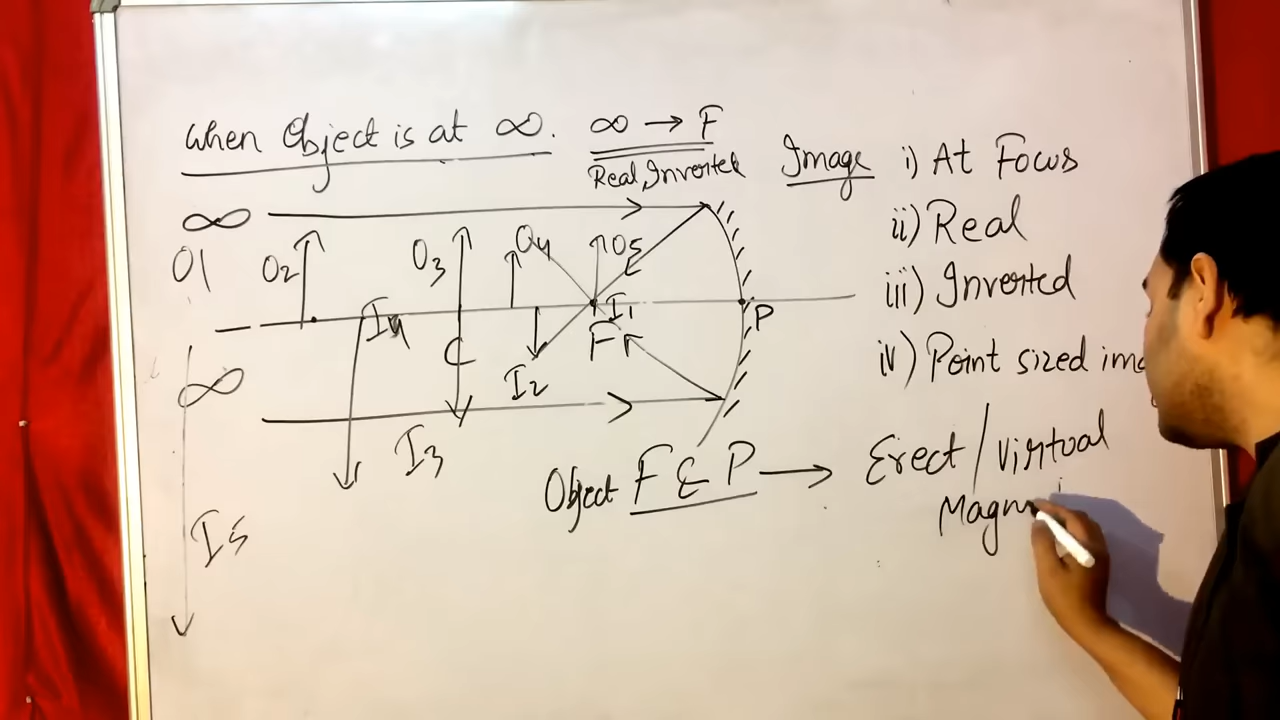 When Object is at ∞. ∞ → F
Real, Inverted
Image i) At Focus
ii) Real
iii) Inverted
iv) Point sized
∞
O1 O2 O3 O4 O5
I4 I1 P
C F
∞ I2
I3
Object F & P → Erect / Virtual
Magn
I5